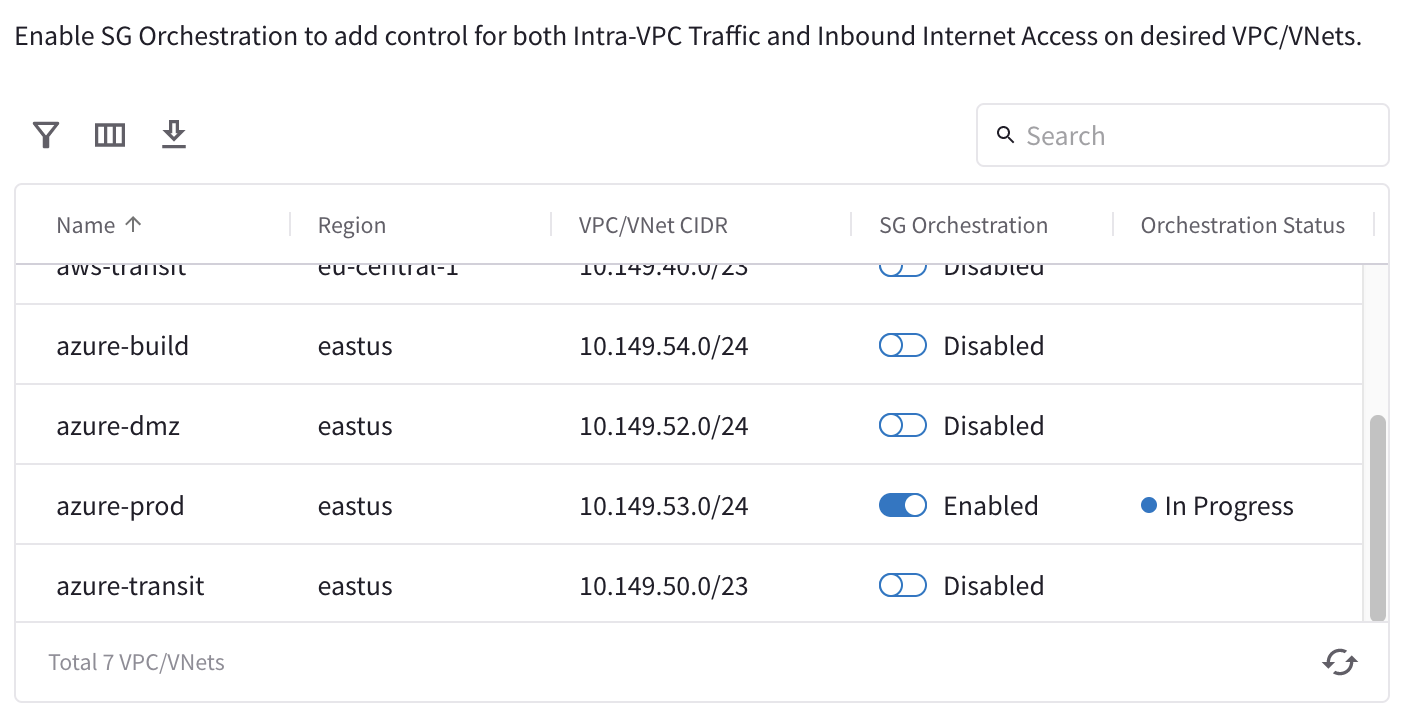 Enable SG Orchestration to add control for both Intra-VPC Traffic and Inbound Internet Access on desired VPC/VNets.
Search
Name Region VPC/VNet CIDR SG Orchestration Orchestration Status
aws-transit eu-central-1 10.149.40.0/23 Disabled
azure-build eastus 10.149.54.0/24 Disabled
azure-dmz eastus 10.149.52.0/24 Disabled
azure-prod eastus 10.149.53.0/24 Enabled In Progress
azure-transit eastus 10.149.50.0/23 Disabled
Total 7 VPC/VNets